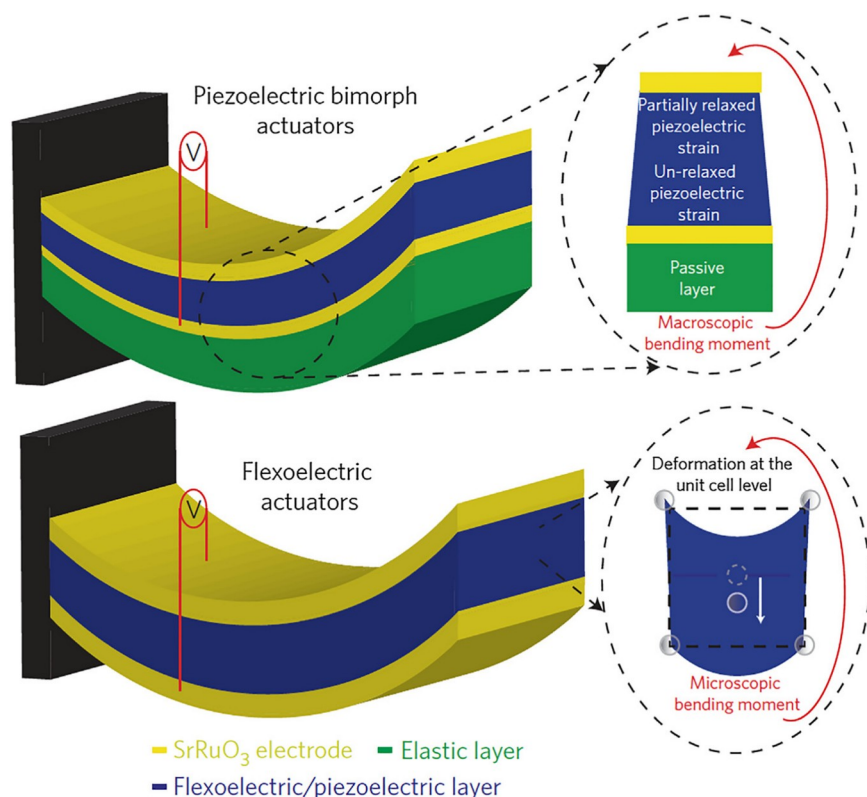 Piezoelectric bimorph
actuators
V
Partially relaxed
piezoelectric
strain
Un-relaxed
piezoelectric
strain
Passive
layer
Macroscopic
bending moment
Flexoelectric
actuators
V
Deformation at the
unit cell level
Microscopic
bending moment
SrRuO₃ electrode
Elastic layer
Flexoelectric/piezoelectric layer